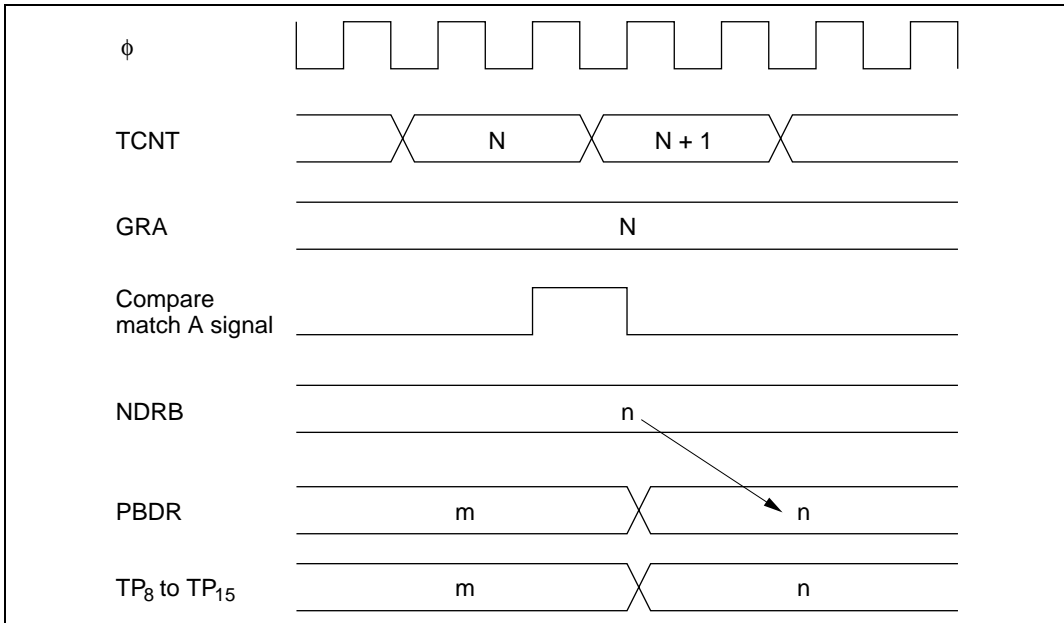 ϕ
TCNT N N + 1
GRA N
Compare
match A signal
NDRB n
PBDR m n
TP8 to TP15 m n